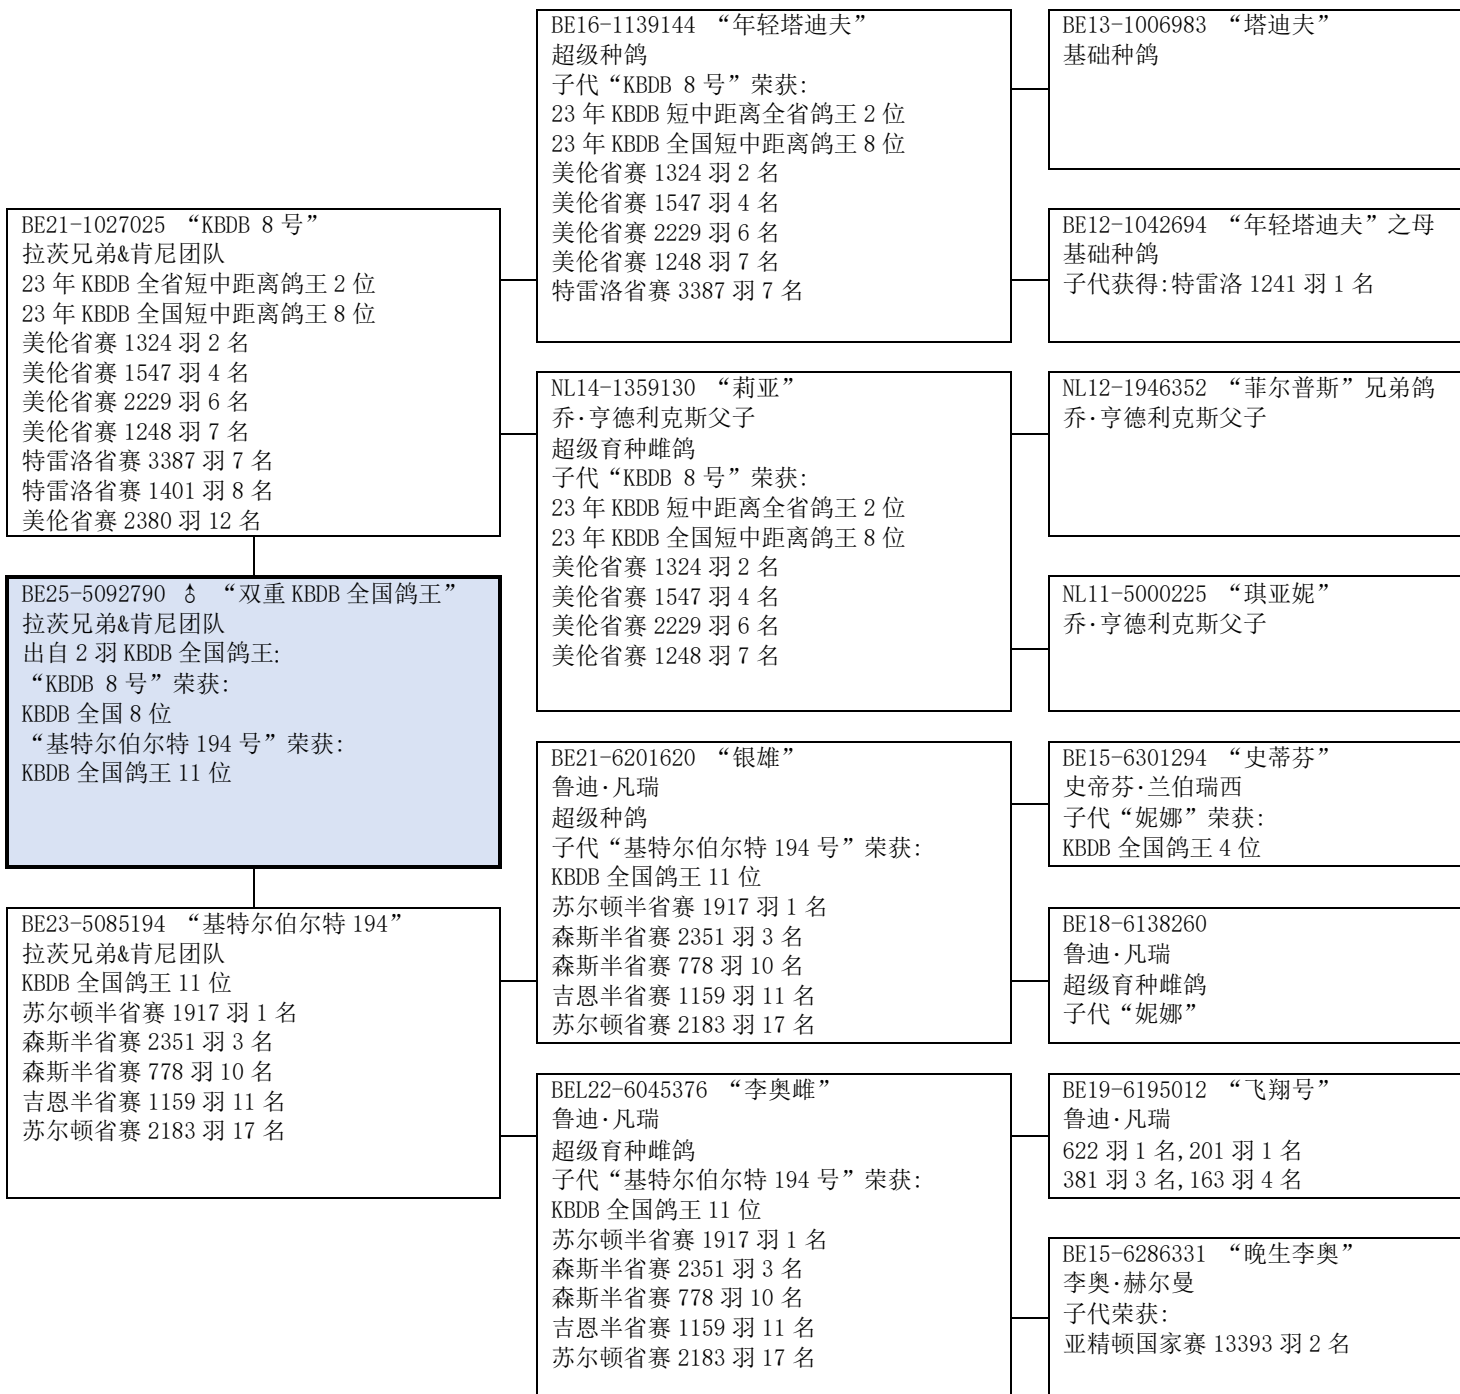 BE21-1027025 “KBDB 8 号”
拉茨兄弟&肯尼团队
23 年 KBDB 全省短中距离鸽王 2 位
23 年 KBDB 全国短中距离鸽王 8 位
美伦省赛 1324 羽 2 名
美伦省赛 1547 羽 4 名
美伦省赛 2229 羽 6 名
美伦省赛 1248 羽 7 名
特雷洛省赛 3387 羽 7 名
特雷洛省赛 1401 羽 8 名
美伦省赛 2380 羽 12 名
BE25-5092790 ♂ “双重 KBDB 全国鸽王”
拉茨兄弟&肯尼团队
出自 2 羽 KBDB 全国鸽王:
“KBDB 8 号”荣获:
KBDB 全国 8 位
“基特尔伯尔特 194 号”荣获:
KBDB 全国鸽王 11 位
BE23-5085194 “基特尔伯尔特 194”
拉茨兄弟&肯尼团队
KBDB 全国鸽王 11 位
苏尔顿半省赛 1917 羽 1 名
森斯半省赛 2351 羽 3 名
森斯半省赛 778 羽 10 名
吉恩半省赛 1159 羽 11 名
苏尔顿省赛 2183 羽 17 名
BE16-1139144 “年轻塔迪夫”
超级种鸽
子代“KBDB 8 号”荣获:
23 年 KBDB 短中距离全省鸽王 2 位
23 年 KBDB 全国短中距离鸽王 8 位
美伦省赛 1324 羽 2 名
美伦省赛 1547 羽 4 名
美伦省赛 2229 羽 6 名
美伦省赛 1248 羽 7 名
特雷洛省赛 3387 羽 7 名
NL14-1359130 “莉亚”
乔·亨德利克斯父子
超级育种雌鸽
子代“KBDB 8 号”荣获:
23 年 KBDB 短中距离全省鸽王 2 位
23 年 KBDB 全国短中距离鸽王 8 位
美伦省赛 1324 羽 2 名
美伦省赛 1547 羽 4 名
美伦省赛 2229 羽 6 名
美伦省赛 1248 羽 7 名
BE21-6201620 “银雄”
鲁迪·凡瑞
超级种鸽
子代“基特尔伯尔特 194 号”荣获:
KBDB 全国鸽王 11 位
苏尔顿半省赛 1917 羽 1 名
森斯半省赛 2351 羽 3 名
森斯半省赛 778 羽 10 名
吉恩半省赛 1159 羽 11 名
苏尔顿省赛 2183 羽 17 名
BEL22-6045376 “李奥雌”
鲁迪·凡瑞
超级育种雌鸽
子代“基特尔伯尔特 194 号”荣获:
KBDB 全国鸽王 11 位
苏尔顿半省赛 1917 羽 1 名
森斯半省赛 2351 羽 3 名
森斯半省赛 778 羽 10 名
吉恩半省赛 1159 羽 11 名
苏尔顿省赛 2183 羽 17 名
BE13-1006983 “塔迪夫”
基础种鸽
BE12-1042694 “年轻塔迪夫”之母
基础种鸽
子代获得:特雷洛 1241 羽 1 名
NL12-1946352 “菲尔普斯”兄弟鸽
乔·亨德利克斯父子
NL11-5000225 “琪亚妮”
乔·亨德利克斯父子
BE15-6301294 “史蒂芬”
史帝芬·兰伯瑞西
子代“妮娜”荣获:
KBDB 全国鸽王 4 位
BE18-6138260
鲁迪·凡瑞
超级育种雌鸽
子代“妮娜”
BE19-6195012 “飞翔号”
鲁迪·凡瑞
622 羽 1 名,201 羽 1 名
381 羽 3 名,163 羽 4 名
BE15-6286331 “晚生李奥”
李奥·赫尔曼
子代荣获:
亚精顿国家赛 13393 羽 2 名